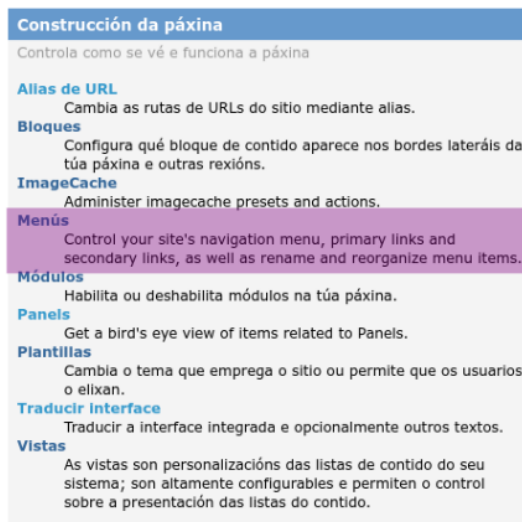 Construcción da páxina
Controla como se vé e funciona a páxina
Alias de URL
Cambia as rutas de URLs do sitio mediante alias.
Bloques
Configura qué bloque de contido aparece nos bordes lateráis da
túa páxina e outras rexións.
ImageCache
Administer imagecache presets and actions.
Menús
Control your site's navigation menu, primary links and
secondary links, as well as rename and reorganize menu items.
Módulos
Habilita ou deshabilita módulos na túa páxina.
Panels
Get a bird's eye view of items related to Panels.
Plantillas
Cambia o tema que emprega o sitio ou permite que os usuarios
o elixan.
Traducir interface
Traducir a interface integrada e opcionalmente outros textos.
Vistas
As vistas son personalizacións das listas de contido do seu
sistema; son altamente configurables e permiten o control
sobre a presentación das listas do contido.